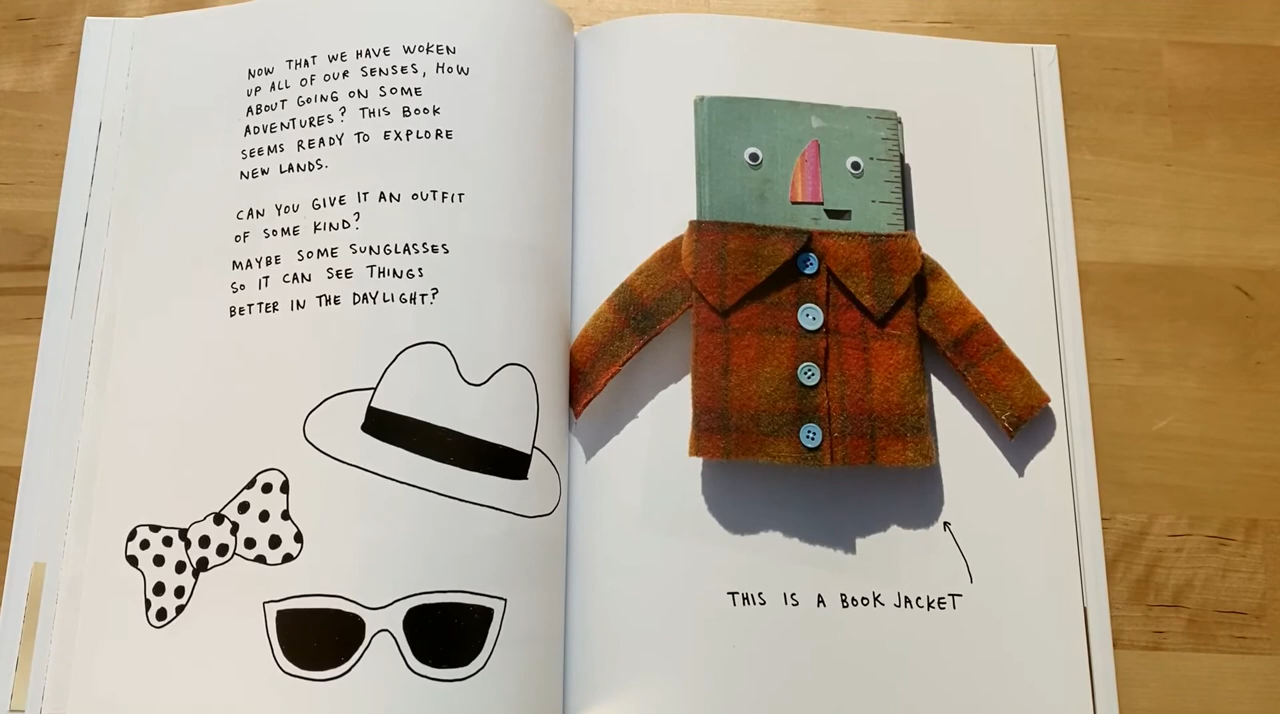 NOW THAT WE HAVE WOKEN
UP ALL OF OUR SENSES, HOW
ABOUT GOING ON SOME
ADVENTURES? THIS BOOK
SEEMS READY TO EXPLORE
NEW LANDS.
CAN YOU GIVE IT AN OUTFIT
OF SOME KIND?
MAYBE SOME SUNGLASSES
SO IT CAN SEE THINGS
BETTER IN THE DAYLIGHT?
THIS IS A BOOK JACKET